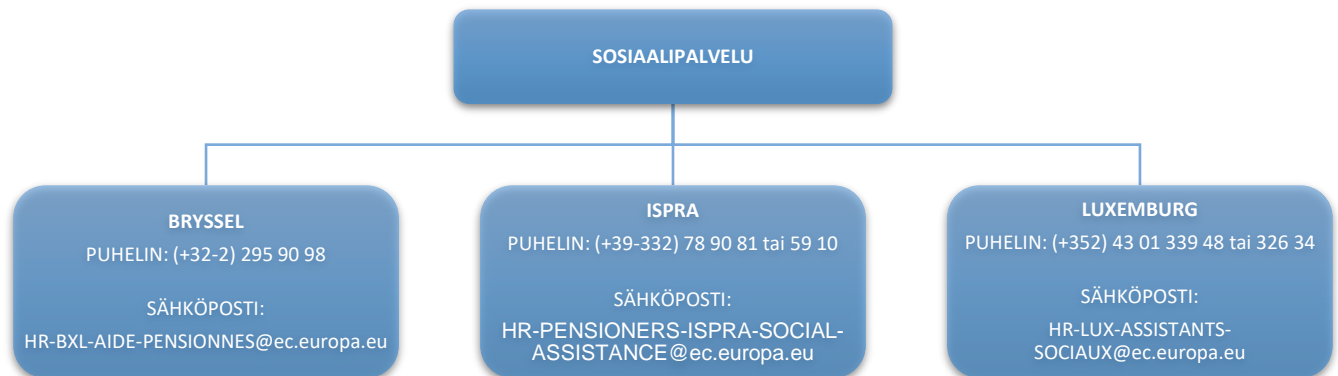 SOSIAALIPALVELU
BRYSSEL
PUHELIN: (+32-2) 295 90 98
SÄHKÖPOSTI:
HR-BXL-AIDE-PENSIONNES@ec.europa.eu
ISPRA
PUHELIN: (+39-332) 78 90 81 tai 59 10
SÄHKÖPOSTI:
HR-PENSIONERS-ISPRA-SOCIAL-
ASSISTANCE@ec.europa.eu
LUXEMBURG
PUHELIN: (+352) 43 01 339 48 tai 326 34
SÄHKÖPOSTI:
HR-LUX-ASSISTANTS-
SOCIAUX@ec.europa.eu